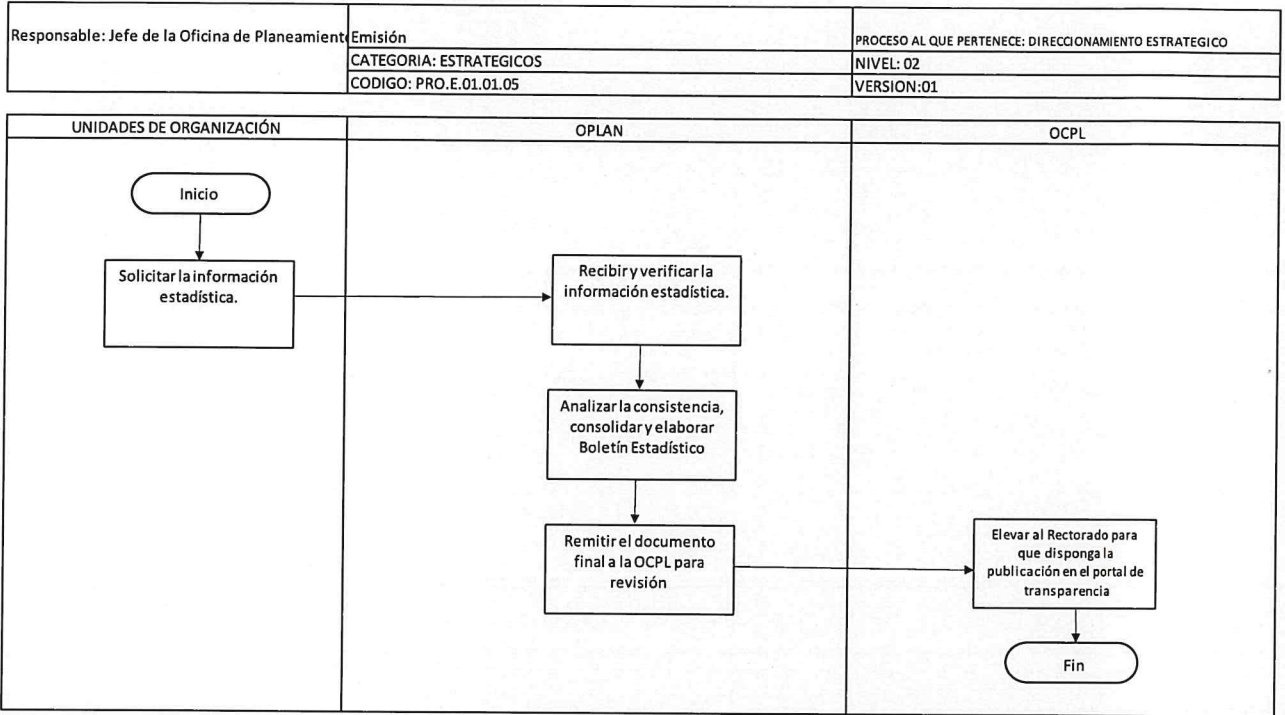 Responsable: Jefe de la Oficina de Planeamiento
Emisión
PROCESO AL QUE PERTENECE: DIRECCIONAMIENTO ESTRATEGICO
CATEGORIA: ESTRATEGICOS
NIVEL: 02
CODIGO: PRO.E.01.01.05
VERSION:01
UNIDADES DE ORGANIZACIÓN
OPLAN
OCPL
Inicio
Solicitar la información
estadística.
Recibir y verificar la
información estadística.
Analizar la consistencia,
consolidar y elaborar
Boletín Estadístico
Remitir el documento
final a la OCPL para
revisión
Elevar al Rectorado para
que disponga la
publicación en el portal de
transparencia
Fin